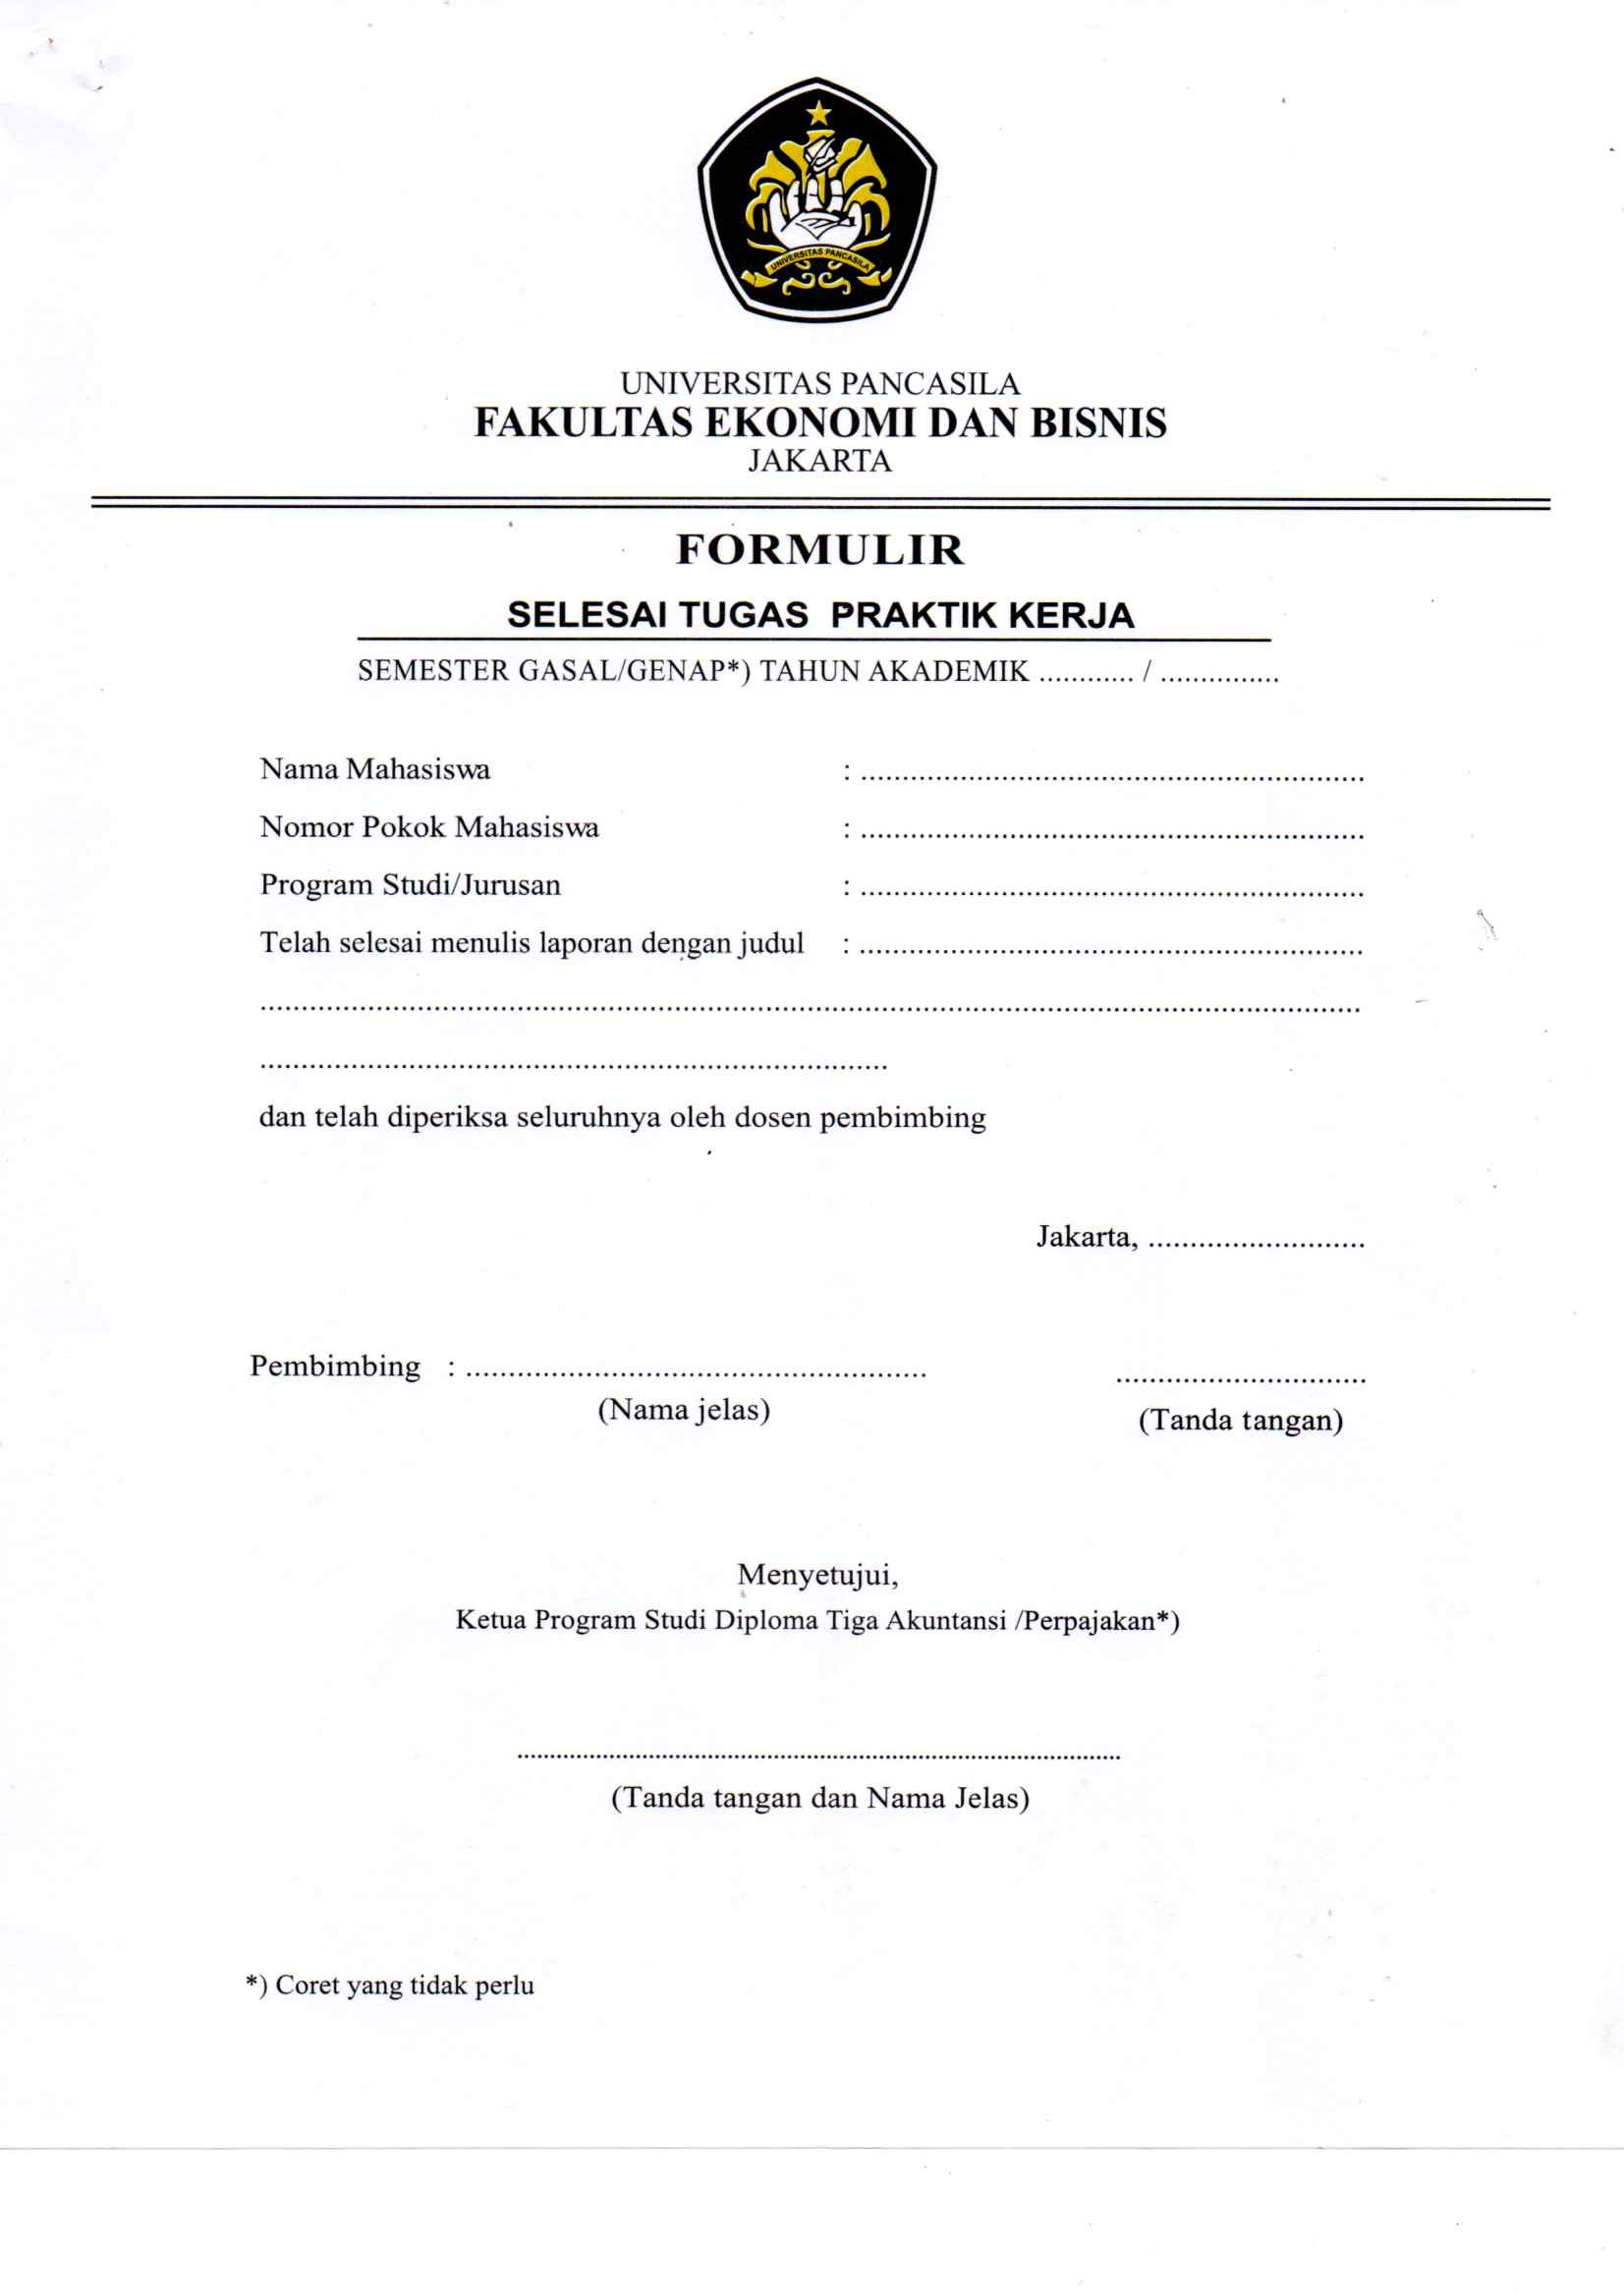 UNIVERSITAS PANCASILA
UNIVERSITAS PANCASILA
FAKULTAS EKONOMI DAN BISNIS
JAKARTA
FORMULIR
SELESAI TUGAS PRAKTIK KERJA
SEMESTER GASAL/GENAP*) TAHUN AKADEMIK ............ / ...............
Nama Mahasiswa : .............................................................
Nomor Pokok Mahasiswa : .............................................................
Program Studi/Jurusan : .............................................................
Telah selesai menulis laporan dengan judul : .............................................................
......................................................................................................................................
............................................................................
dan telah diperiksa seluruhnya oleh dosen pembimbing
Jakarta, ..........................
Pembimbing : ...................................................... ..............................
(Nama jelas) (Tanda tangan)
Menyetujui,
Ketua Program Studi Diploma Tiga Akuntansi /Perpajakan*)
............................................................................................
(Tanda tangan dan Nama Jelas)
*) Coret yang tidak perlu